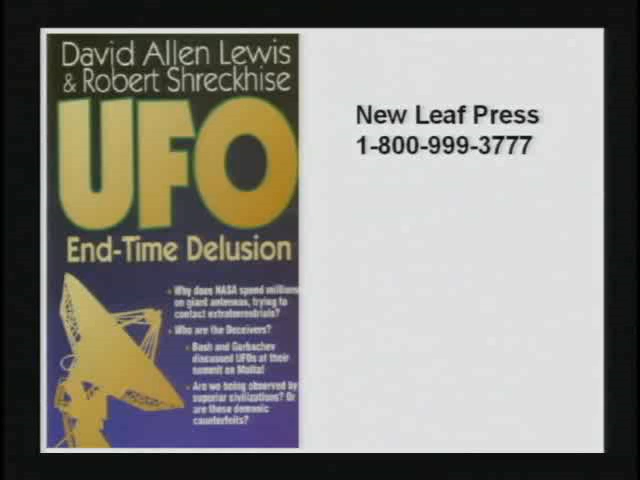 David Allen Lewis
& Robert Shreckhise
UFO
End-Time Delusion
Why does NASA spend millions
on giant antennas, trying to
contact extraterrestrials?
Who are the Deceivers?
Bush and Gorbachev
discussed UFOs at their
summit on Malta!
Are we being observed by
superior civilizations? Or
are these demonic
counterfeits?
New Leaf Press
1-800-999-3777